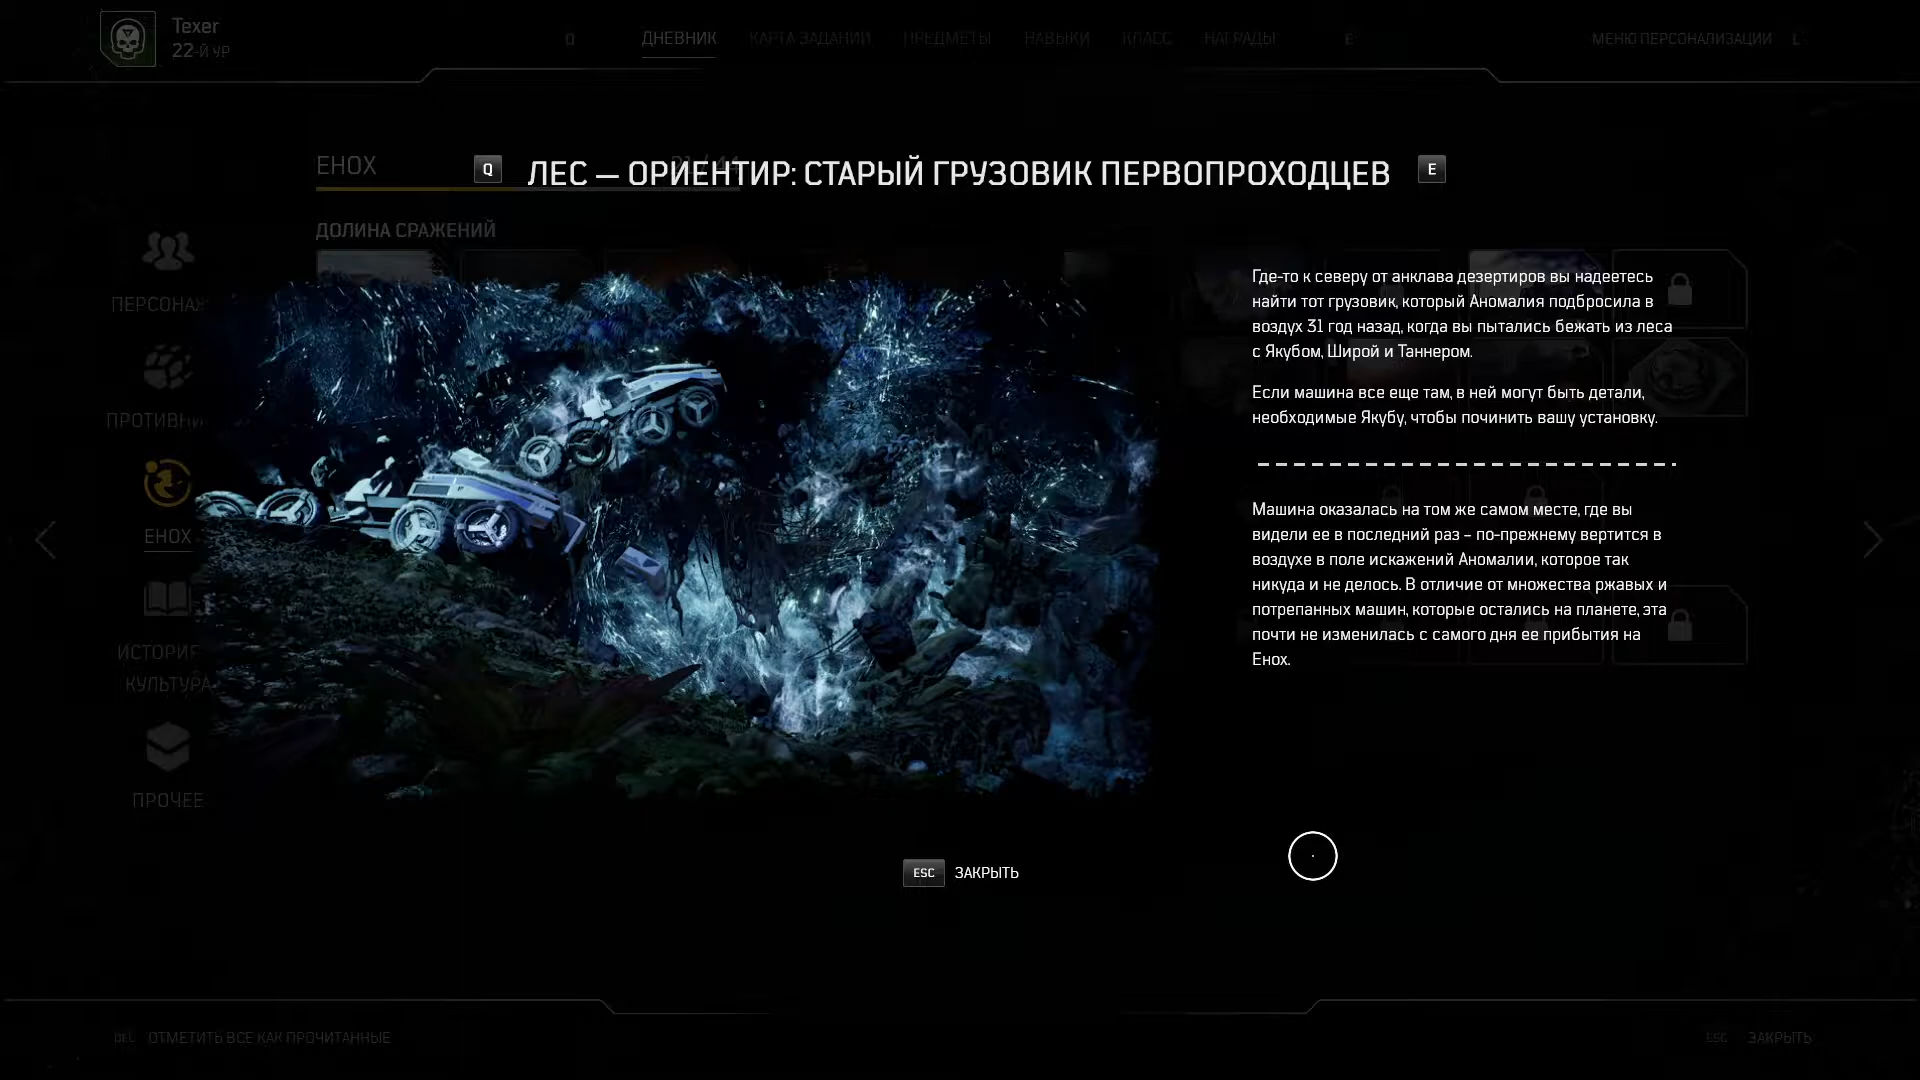 Texer
22-Й УР
Q
ДНЕВНИК
КАРТА ЗАДАНИЙ
ПРЕДМЕТЫ
НАВЫКИ
КЛАСС
НАГРАДЫ
E
МЕНЮ ПЕРСОНАЛИЗАЦИИ
L
ЕНОХ
Q
ЛЕС — ОРИЕНТИР: СТАРЫЙ ГРУЗОВИК ПЕРВОПРОХОДЦЕВ
E
ДОЛИНА СРАЖЕНИЙ
ПЕРСОНАЖ
ПРОТИВНИ
ЕНОХ
ИСТОРИЯ
КУЛЬТУРА
ПРОЧЕЕ
Где-то к северу от анклава дезертиров вы надеетесь
найти тот грузовик, который Аномалия подбросила в
воздух 31 год назад, когда вы пытались бежать из леса
с Якубом, Широй и Таннером.
Если машина все еще там, в ней могут быть детали,
необходимые Якубу, чтобы починить вашу установку.
Машина оказалась на том же самом месте, где вы
видели ее в последний раз – по-прежнему вертится в
воздухе в поле искажений Аномалии, которое так
никуда и не делось. В отличие от множества ржавых и
потрепанных машин, которые остались на планете, эта
почти не изменилась с самого дня ее прибытия на
Енох.
ESC ЗАКРЫТЬ
DEL ОТМЕТИТЬ ВСЕ КАК ПРОЧИТАННЫЕ
ESC ЗАКРЫТЬ